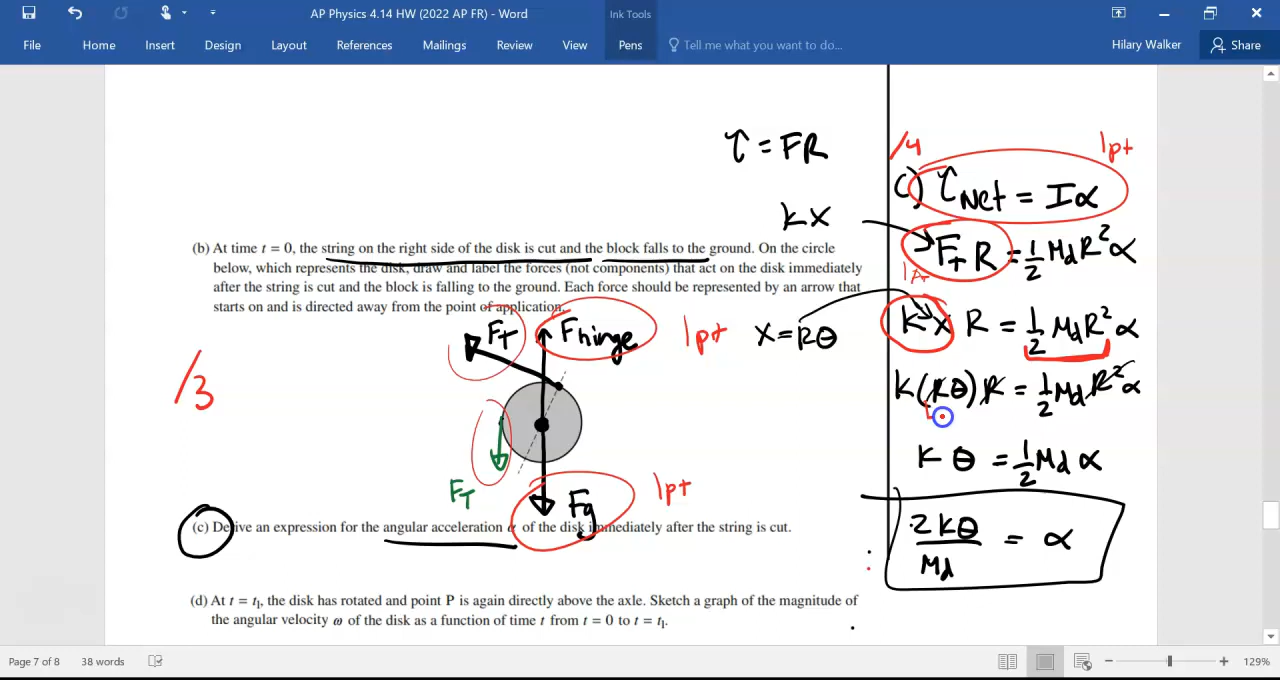 AP Physics 4.14 HW (2022 AP FR) - Word
Ink Tools
File Home Insert Design Layout References Mailings Review View Pens Tell me what you want to do... Hilary Walker Share
τ = FR
/4
1pt
c) τNet = Iα
kx
FT R = 1/2 Md R² α
1pt
(b) At time t = 0, the string on the right side of the disk is cut and the block falls to the ground. On the circle
below, which represents the disk, draw and label the forces (not components) that act on the disk immediately
after the string is cut and the block is falling to the ground. Each force should be represented by an arrow that
starts on and is directed away from the point of application.
FT
Fhinge
1pt
x = Rθ
kx R = 1/2 Md R² α
/3
k(Rθ)R = 1/2 Md R² α
kθ = 1/2 Md α
FT
Fg
1pt
(c) Derive an expression for the angular acceleration α of the disk immediately after the string is cut.
2kθ/Md = α
(d) At t = t₁, the disk has rotated and point P is again directly above the axle. Sketch a graph of the magnitude of
the angular velocity ω of the disk as a function of time t from t = 0 to t = t₁.
Page 7 of 8 38 words 129%